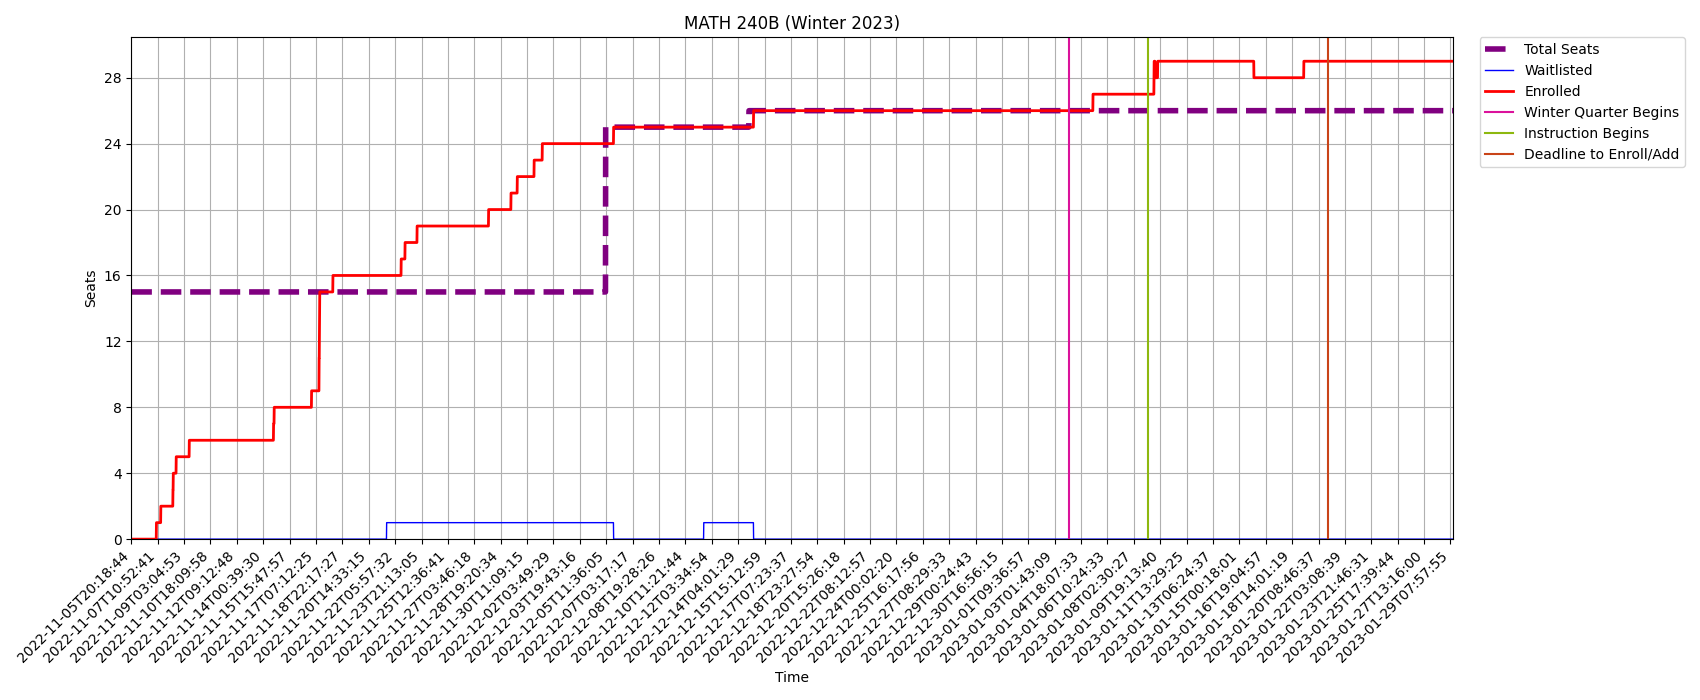 MATH 240B (Winter 2023)
Total Seats
Waitlisted
Enrolled
Winter Quarter Begins
Instruction Begins
Deadline to Enroll/Add
Seats
28
24
20
16
12
8
4
0
2022-11-05T20:18:44
2022-11-07T10:52:41
2022-11-09T03:04:53
2022-11-10T18:09:58
2022-11-12T09:12:48
2022-11-14T00:39:30
2022-11-15T15:47:57
2022-11-17T07:12:25
2022-11-18T22:17:27
2022-11-20T14:33:15
2022-11-22T05:57:32
2022-11-23T21:13:05
2022-11-25T12:36:41
2022-11-27T03:46:18
2022-11-28T19:20:34
2022-11-30T11:09:15
2022-12-02T03:49:29
2022-12-03T19:43:16
2022-12-05T11:36:05
2022-12-07T03:17:17
2022-12-08T19:28:26
2022-12-10T11:21:44
2022-12-12T03:34:54
2022-12-14T04:01:29
2022-12-15T15:12:59
2022-12-17T07:23:37
2022-12-18T23:27:54
2022-12-20T15:26:18
2022-12-22T08:12:57
2022-12-24T00:02:20
2022-12-25T16:17:56
2022-12-27T08:29:33
2022-12-29T00:24:43
2022-12-30T16:56:15
2023-01-01T09:36:57
2023-01-03T01:43:09
2023-01-04T18:07:33
2023-01-06T10:24:33
2023-01-08T02:30:27
2023-01-09T19:13:40
2023-01-11T13:29:25
2023-01-13T06:24:37
2023-01-15T00:18:01
2023-01-16T19:04:57
2023-01-18T14:01:19
2023-01-20T08:46:37
2023-01-22T03:08:39
2023-01-23T21:46:31
2023-01-25T17:39:44
2023-01-27T13:16:00
2023-01-29T07:57:55
Time